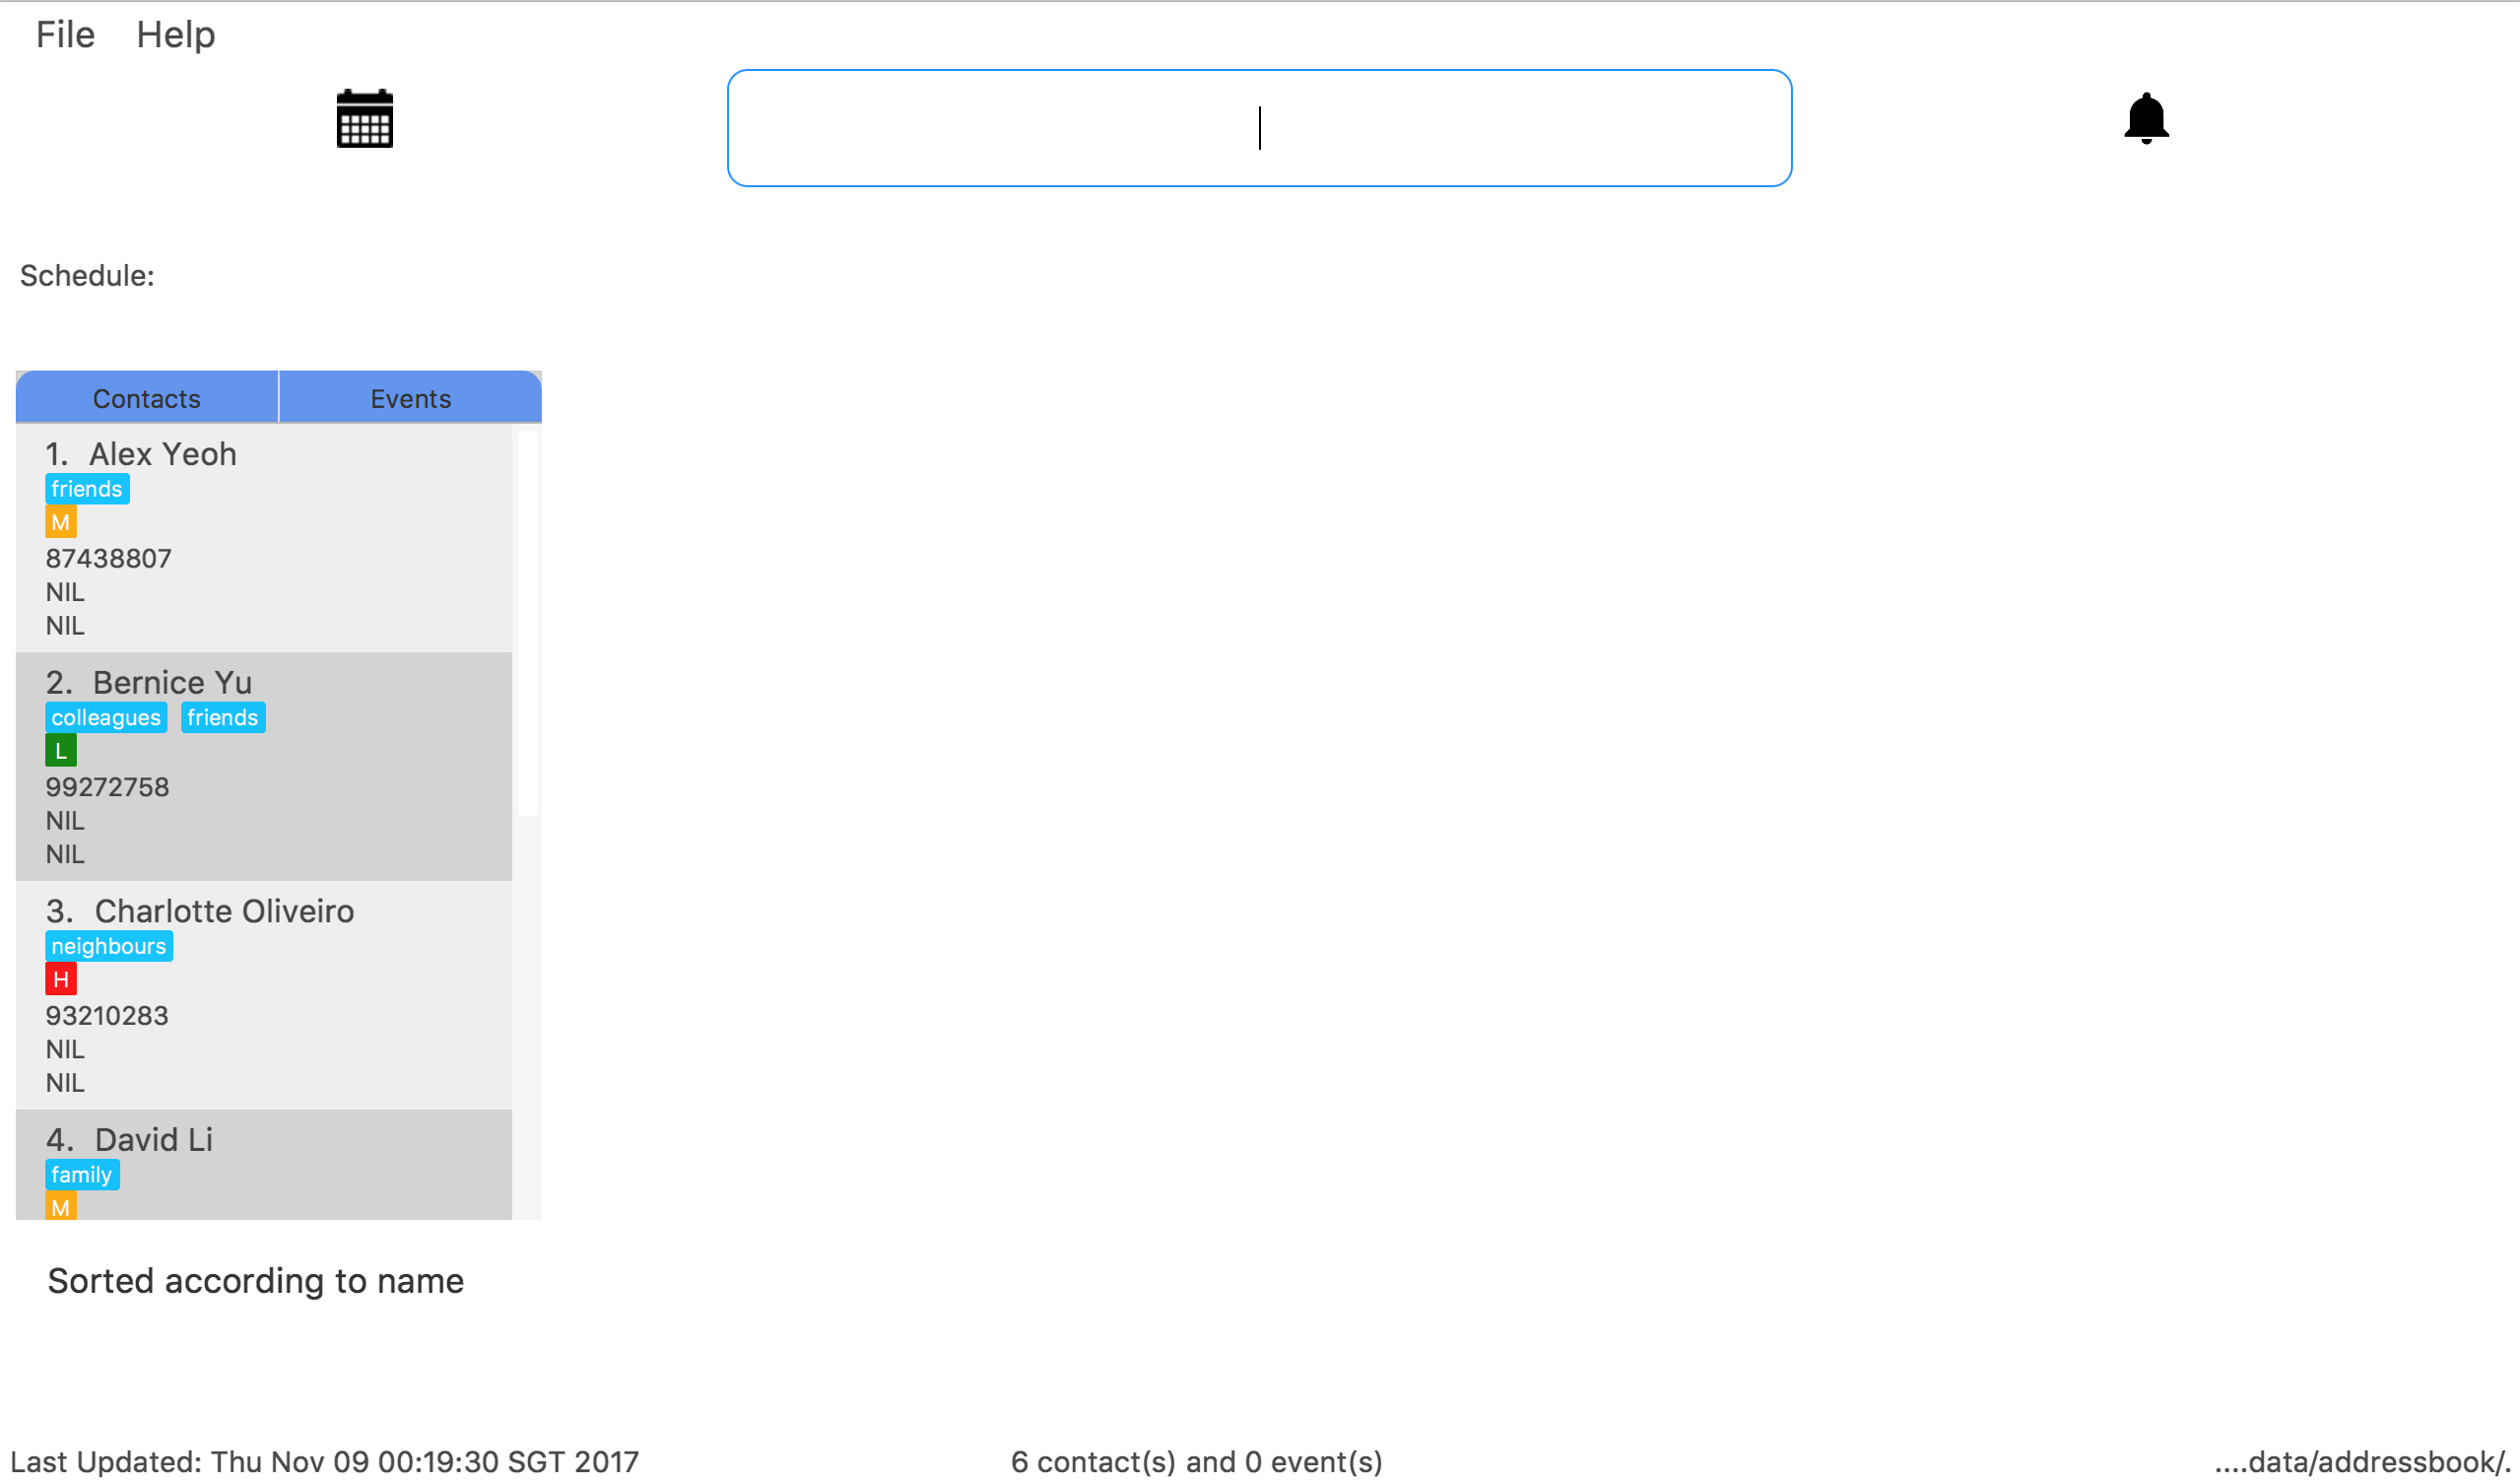 File Help
Schedule:
Contacts Events
1. Alex Yeoh
friends
M
87438807
NIL
NIL
2. Bernice Yu
colleagues friends
L
99272758
NIL
NIL
3. Charlotte Oliveiro
neighbours
H
93210283
NIL
NIL
4. David Li
family
M
Sorted according to name
Last Updated: Thu Nov 09 00:19:30 SGT 2017 6 contact(s) and 0 event(s) ....data/addressbook/.